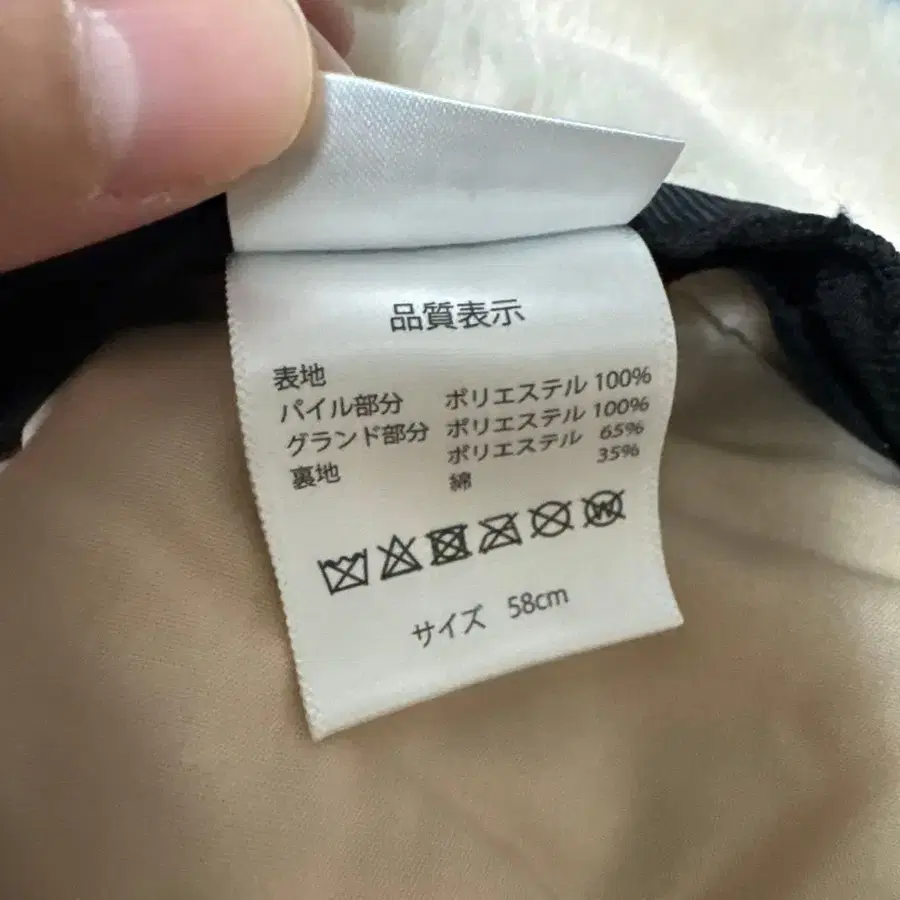 品質表示
表地
パイル部分 ポリエステル 100%
グランド部分 ポリエステル 100%
裏地 ポリエステル 65%
綿 35%
サイズ 58cm